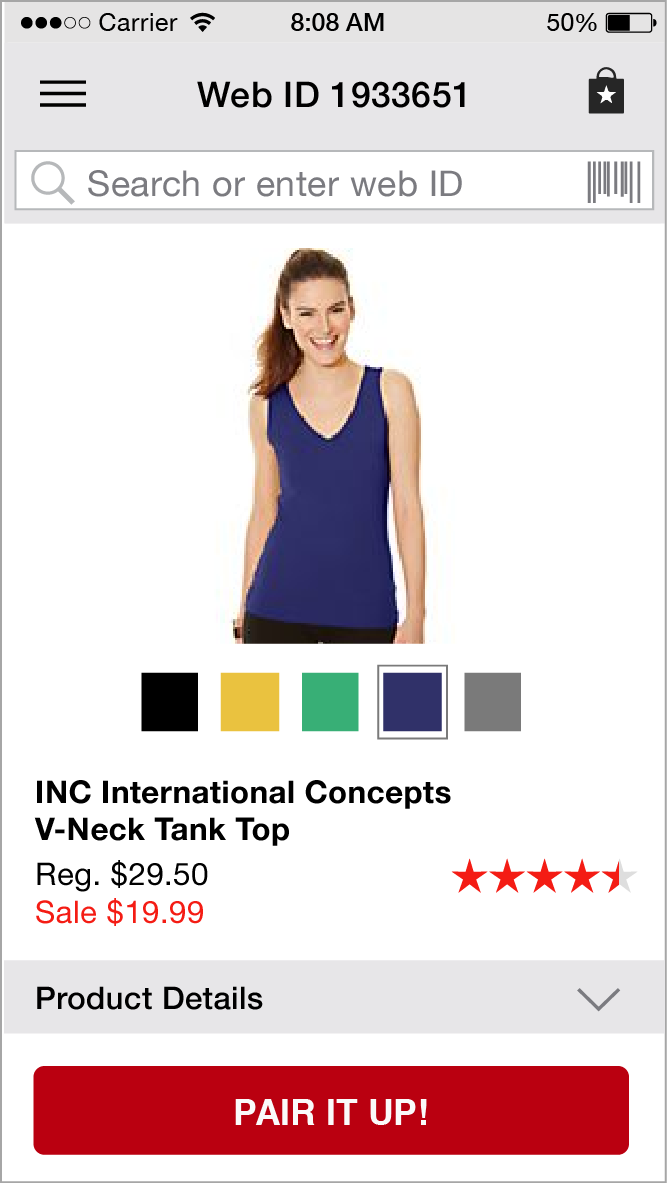 Carrier 8:08 AM 50%
Web ID 1933651
Search or enter web ID
INC International Concepts
V-Neck Tank Top
Reg. $29.50
Sale $19.99
Product Details
PAIR IT UP!